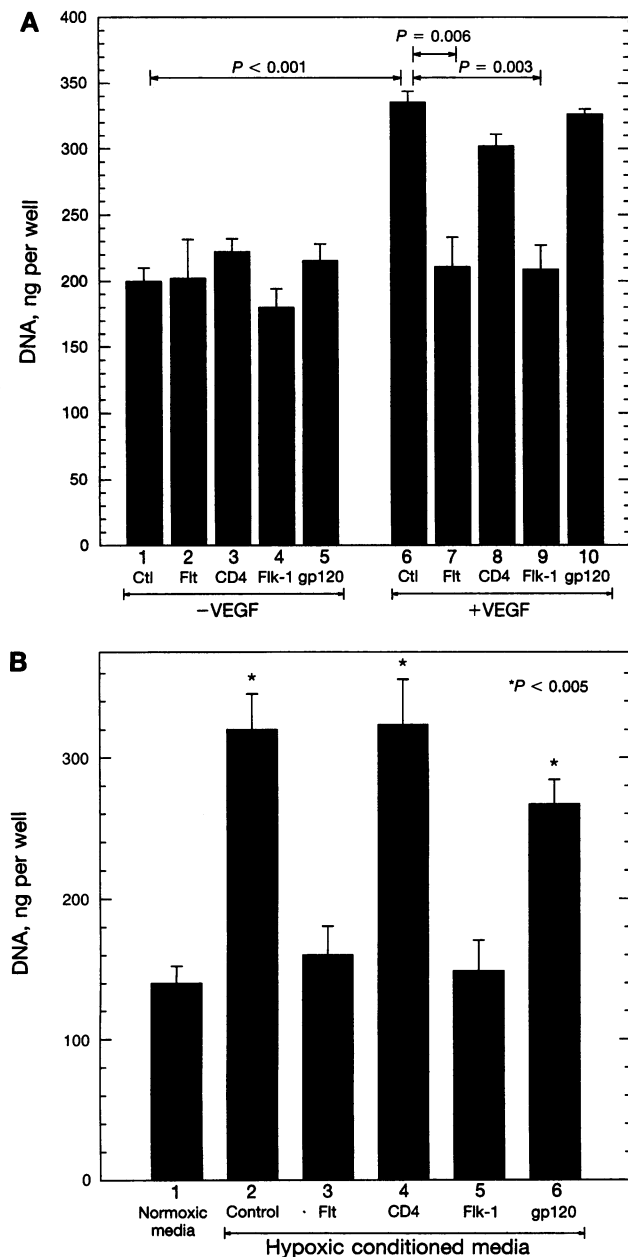 A
400
350
300
250
200
150
100
50
0
DNA, ng per well
P < 0.001
P = 0.006
P = 0.003
1 2 3 4 5 6 7 8 9 10
Ctl Flt CD4 Flk-1 gp120 Ctl Flt CD4 Flk-1 gp120
−VEGF +VEGF
B
300
200
100
0
DNA, ng per well
* * *
*P < 0.005
1 2 3 4 5 6
Normoxic media Control Flt CD4 Flk-1 gp120
Hypoxic conditioned media